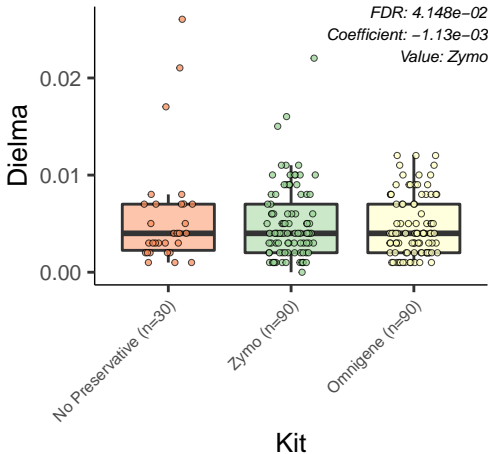 FDR: 4.148e−02
Coefficient: −1.13e−03
Value: Zymo
Dielma
0.02
0.01
0.00
No Preservative (n=30)
Zymo (n=90)
Omnigene (n=90)
Kit